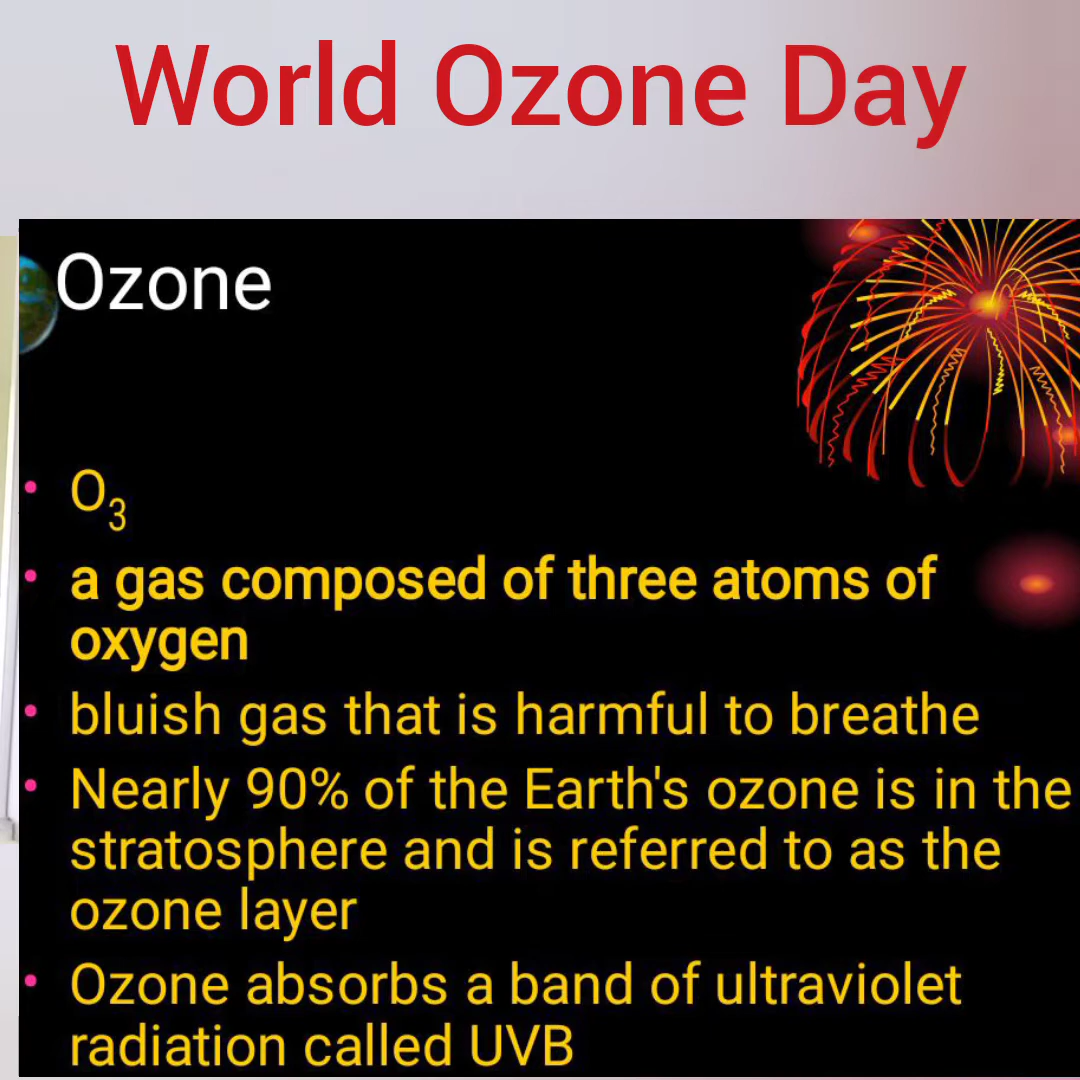 World Ozone Day
Ozone
• O₃
• a gas composed of three atoms of
oxygen
• bluish gas that is harmful to breathe
• Nearly 90% of the Earth's ozone is in the
stratosphere and is referred to as the
ozone layer
• Ozone absorbs a band of ultraviolet
radiation called UVB